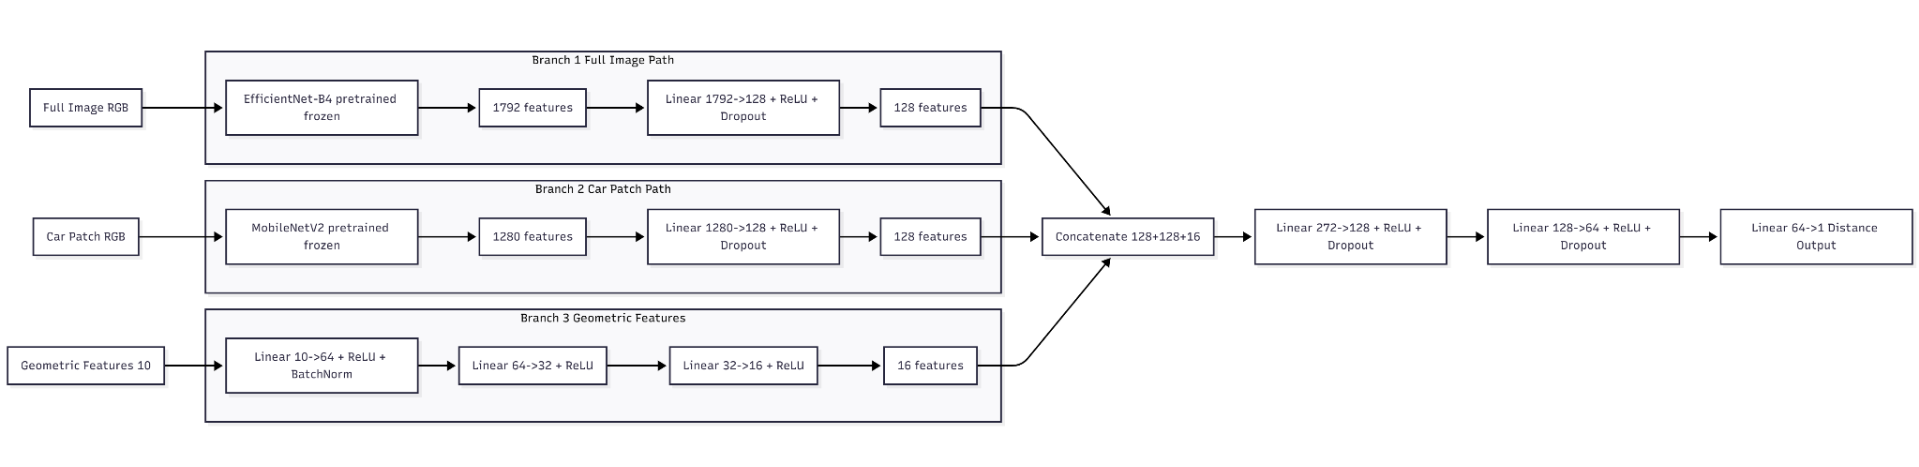 Branch 1 Full Image Path
Full Image RGB
EfficientNet-B4 pretrained
frozen
1792 features
Linear 1792->128 + ReLU +
Dropout
128 features
Branch 2 Car Patch Path
Car Patch RGB
MobileNetV2 pretrained
frozen
1280 features
Linear 1280->128 + ReLU +
Dropout
128 features
Branch 3 Geometric Features
Geometric Features 10
Linear 10->64 + ReLU +
BatchNorm
Linear 64->32 + ReLU
Linear 32->16 + ReLU
16 features
Concatenate 128+128+16
Linear 272->128 + ReLU +
Dropout
Linear 128->64 + ReLU +
Dropout
Linear 64->1 Distance
Output